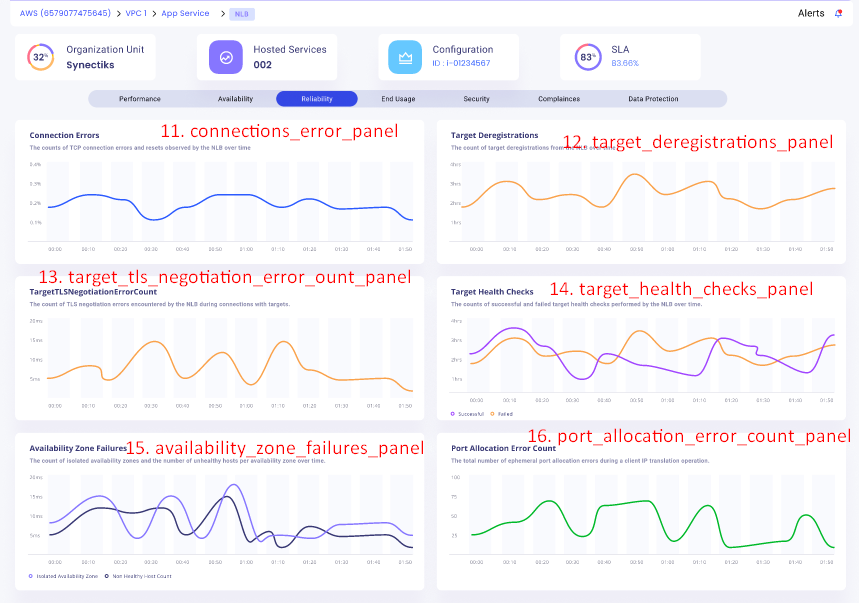 AWS (6579077475645) > VPC 1 > App Service > NLB
Alerts
32%
Organization Unit
Synectiks
Hosted Services
002
Configuration
ID : i-01234567
83%
SLA
83.66%
Performance Availability Reliability End Usage Security Complainces Data Protection
Connection Errors
11. connections_error_panel
The counts of TCP connection errors and resets observed by the NLB over time
0.4%
0.3%
0.2%
0.1%
00:00 00:10 00:20 00:30 00:40 00:50 01:00 01:10 01:20 01:30 01:40 01:50
Target Deregistrations
12. target_deregistrations_panel
The count of target deregistrations from the NLB over time
4hrs
3hrs
2hrs
1hrs
00:00 00:10 00:20 00:30 00:40 00:50 01:00 01:10 01:20 01:30 01:40 01:50
13. target_tls_negotiation_error_ount_panel
TargetTLSNegotiationErrorCount
The count of TLS negotiation errors encountered by the NLB during connections with targets.
20ms
15ms
10ms
5ms
00:00 00:10 00:20 00:30 00:40 00:50 01:00 01:10 01:20 01:30 01:40 01:50
Target Health Checks
14. target_health_checks_panel
The counts of successful and failed target health checks performed by the NLB over time.
4hrs
3hrs
2hrs
1hrs
00:00 00:10 00:20 00:30 00:40 00:50 01:00 01:10 01:20 01:30 01:40 01:50
Successful Failed
Availability Zone Failures
15. availability_zone_failures_panel
The count of isolated availability zones and the number of unhealthy hosts per availability zone over time.
20ms
15ms
10ms
5ms
00:00 00:10 00:20 00:30 00:40 00:50 01:00 01:10 01:20 01:30 01:40 01:50
Isolated Availability Zone Non Healthy Host Count
16. port_allocation_error_count_panel
Port Allocation Error Count
The total number of ephemeral port allocation errors during a client IP translation operation.
100
75
50
25
00:00 00:10 00:20 00:30 00:40 00:50 01:00 01:10 01:20 01:30 01:40 01:50